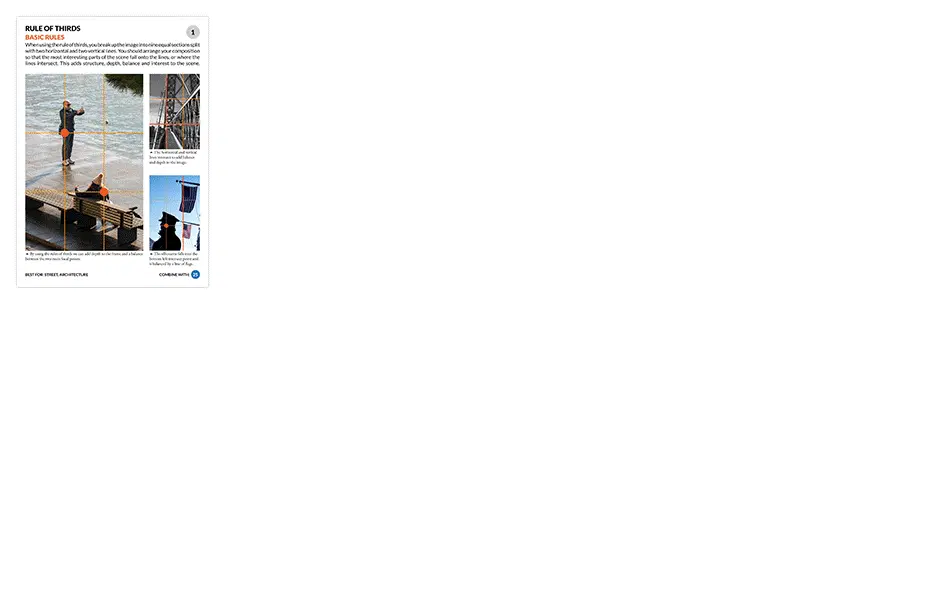 RULE OF THIRDS
1
BASIC RULES
When using the rule of thirds, you break up the image into nine equal sections split
with two horizontal and two vertical lines. You should arrange your composition
so that the most interesting parts of the scene fall onto the lines, or where the
lines intersect. This adds structure, depth, balance and interest to the scene.
The horizontal and vertical
lines intersect to add balance
and depth to the image.
By using the rules of thirds we can add depth to the frame and a balance
between the two main focal points.
The silhouette falls onto the
bottom left intersect point and
is balanced by a line of flags.
BEST FOR STREET, ARCHITECTURE
COMBINE WITH